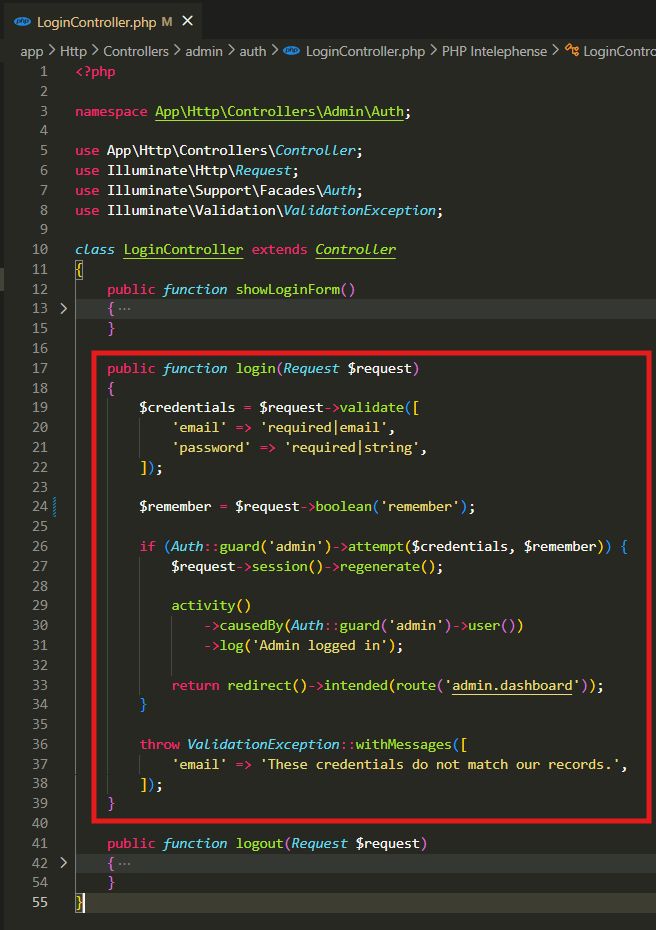 php LoginController.php M ×
app > Http > Controllers > admin > auth > php LoginController.php > PHP Intelephense > LoginContro
1 <?php
2
3 namespace App\Http\Controllers\Admin\Auth;
4
5 use App\Http\Controllers\Controller;
6 use Illuminate\Http\Request;
7 use Illuminate\Support\Facades\Auth;
8 use Illuminate\Validation\ValidationException;
9
10 class LoginController extends Controller
11 {
12     public function showLoginForm()
13 >     { ···
15     }
16
17     public function login(Request $request)
18     {
19         $credentials = $request->validate([
20             'email' => 'required|email',
21             'password' => 'required|string',
22         ]);
23
24         $remember = $request->boolean('remember');
25
26         if (Auth::guard('admin')->attempt($credentials, $remember)) {
27             $request->session()->regenerate();
28
29             activity()
30                 ->causedBy(Auth::guard('admin')->user())
31                 ->log('Admin logged in');
32
33             return redirect()->intended(route('admin.dashboard'));
34         }
35
36         throw ValidationException::withMessages([
37             'email' => 'These credentials do not match our records.',
38         ]);
39     }
40
41     public function logout(Request $request)
42 >     { ···
54     }
55 }